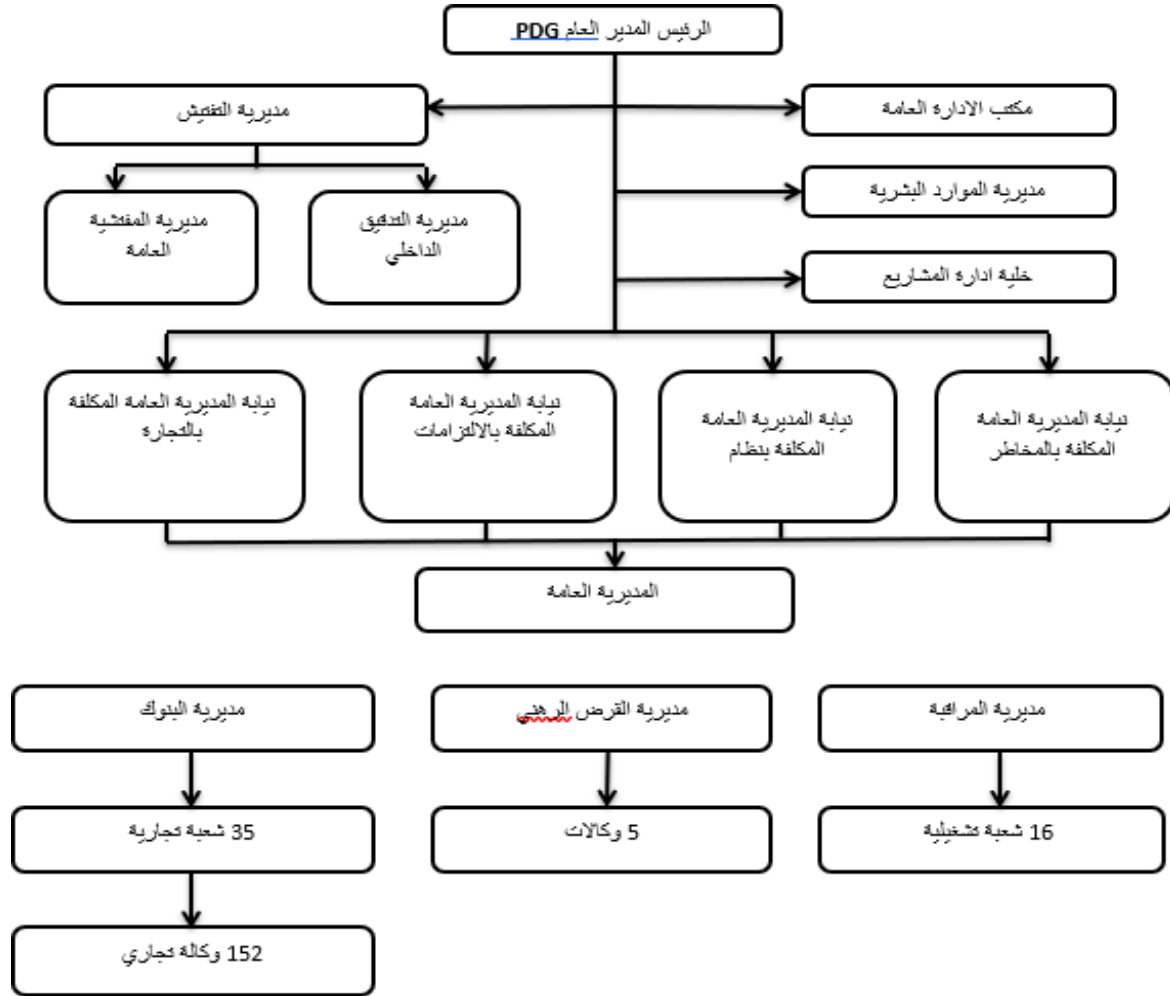 الرئيس المدير العام PDG
مكتب الادارة العامة
مديرية التفتيش
مديرية الموارد البشرية
مديرية التدقيق
الداخلي
مديرية المفتشية
العامة
خلية ادارة المشاريع
نيابة المديرية العامة
المكلفة بالمخاطر
نيابة المديرية العامة
المكلفة بنظام
نيابة المديرية العامة
المكلفة بالالتزامات
نيابة المديرية العامة المكلفة
بالتجارة
المديرية العامة
مديرية المراقبة
مديرية القرض الرهني
مديرية البنوك
16 شعبة تشغيلية
5 وكالات
35 شعبة تجارية
152 وكالة تجاري